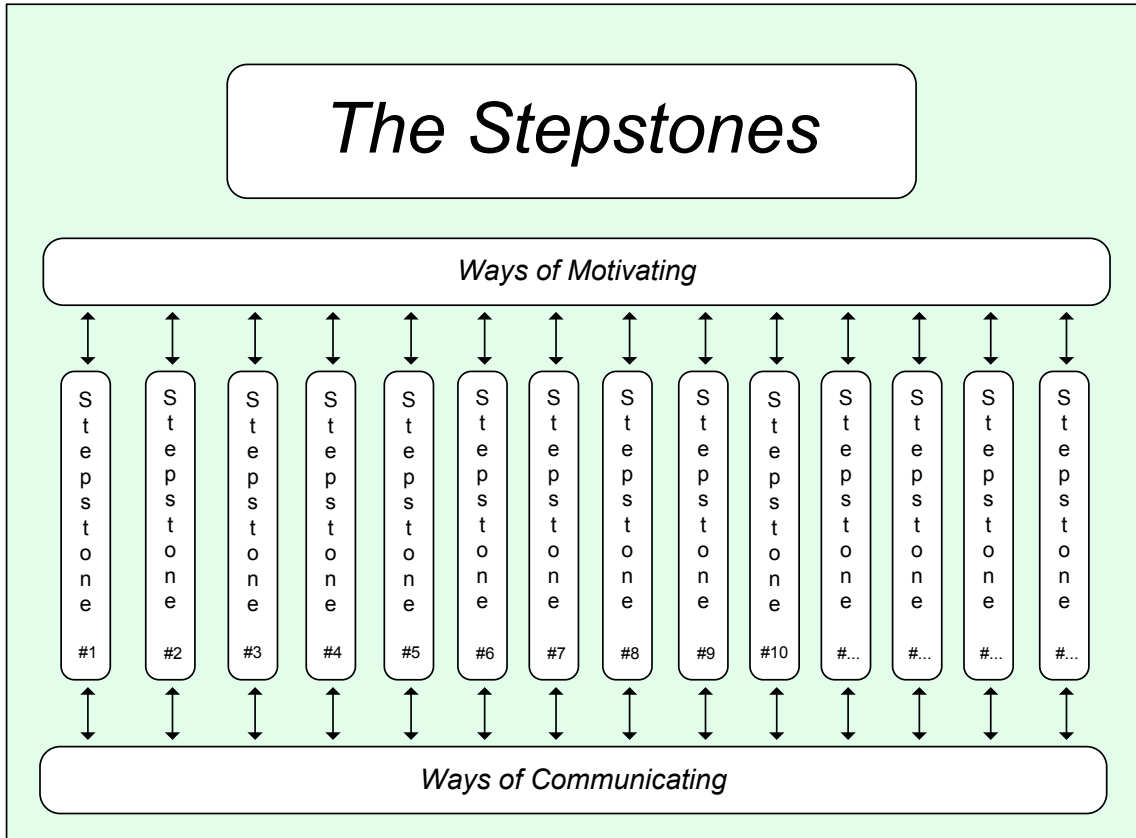 The Stepstones
Ways of Motivating
Stepstone
#1
Stepstone
#2
Stepstone
#3
Stepstone
#4
Stepstone
#5
Stepstone
#6
Stepstone
#7
Stepstone
#8
Stepstone
#9
Stepstone
#10
Stepstone
#...
Stepstone
#...
Stepstone
#...
Stepstone
#...
Ways of Communicating